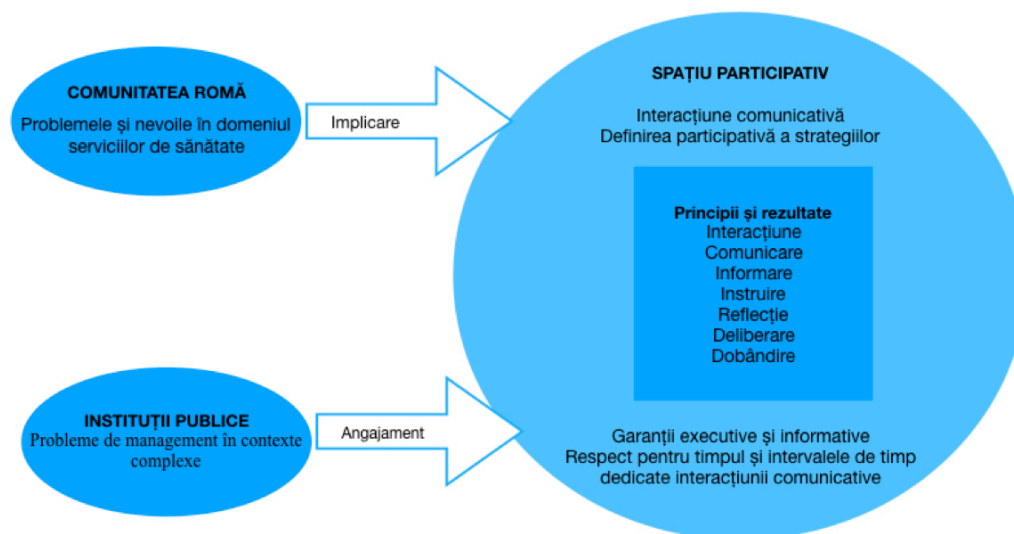 COMUNITATEA ROMĂ
Problemele și nevoile în domeniul
serviciilor de sănătate
Implicare
INSTITUȚII PUBLICE
Probleme de management în contexte
complexe
Angajament
SPAȚIU PARTICIPATIV
Interacțiune comunicativă
Definirea participativă a strategiilor
Principii și rezultate
Interacțiune
Comunicare
Informare
Instruire
Reflecție
Deliberare
Dobândire
Garanții executive și informative
Respect pentru timpul și intervalele de timp
dedicate interacțiunii comunicative